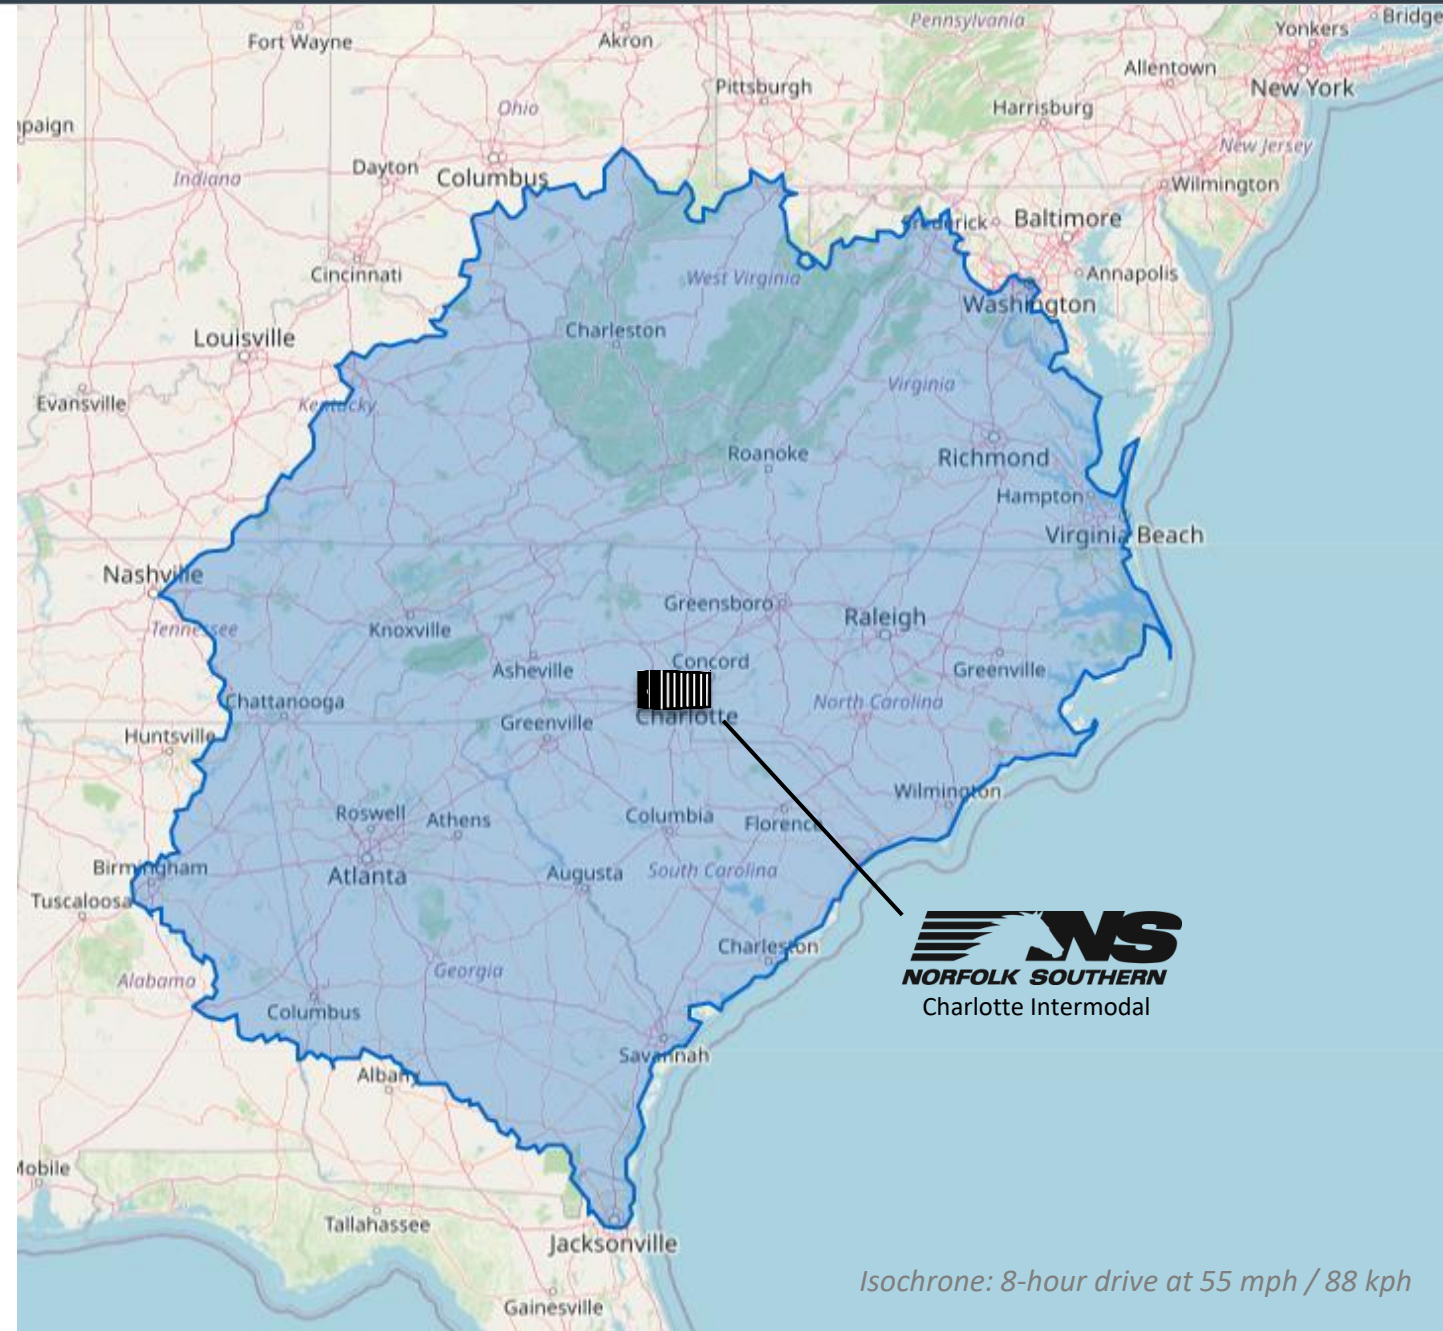 Pennsylvania
Bridge
Yonkers
Fort Wayne
Akron
Allentown
Pittsburgh
New York
Ohio
Harrisburg
paign
New Jersey
Dayton
Columbus
Indiana
Wilmington
Frederick
Baltimore
Cincinnati
West Virginia
Annapolis
Washington
Charleston
Louisville
Virginia
Evansville
Kentucky
Roanoke
Richmond
Hampton
Virginia Beach
Nashville
Greensboro
Raleigh
Tennessee
Knoxville
Concord
Asheville
Greenville
Chattanooga
North Carolina
Charlotte
Greenville
Huntsville
Wilmington
Roswell
Athens
Columbia
Florence
Birmingham
Atlanta
Augusta
South Carolina
Tuscaloosa
Charleston
NS
Georgia
NORFOLK SOUTHERN
Alabama
Charlotte Intermodal
Columbus
Savannah
Albany
Mobile
Tallahassee
Jacksonville
Isochrone: 8-hour drive at 55 mph / 88 kph
Gainesville